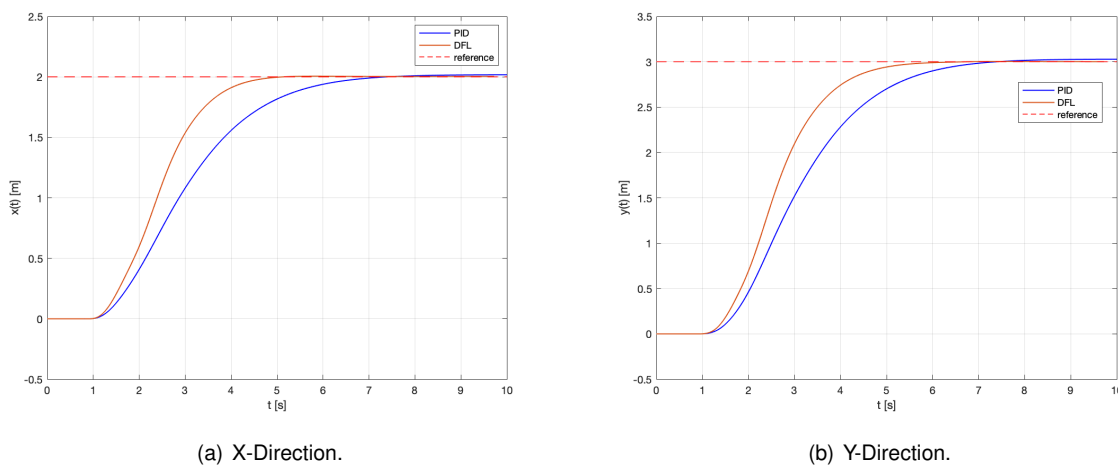 2.5
2
1.5
1
0.5
0
-0.5
x(t) [m]
0 1 2 3 4 5 6 7 8 9 10
t [s]
PID
DFL
reference
(a) X-Direction.
3.5
3
2.5
2
1.5
1
0.5
0
-0.5
y(t) [m]
0 1 2 3 4 5 6 7 8 9 10
t [s]
PID
DFL
reference
(b) Y-Direction.